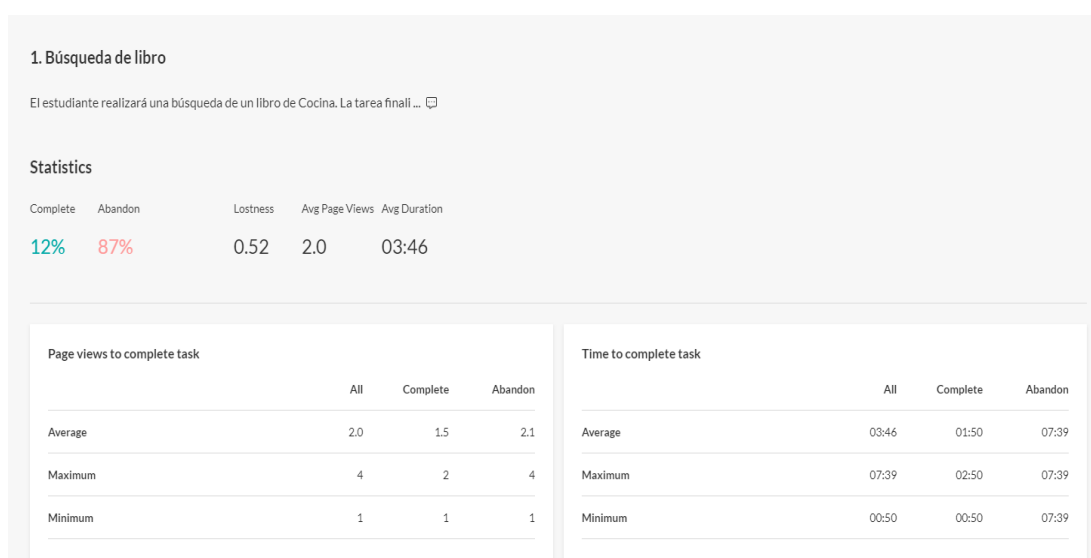 1. Búsqueda de libro
El estudiante realizará una búsqueda de un libro de Cocina. La tarea finali ...
Statistics
Complete Abandon Lostness Avg Page Views Avg Duration
12% 87% 0.52 2.0 03:46
Page views to complete task
All Complete Abandon
Average 2.0 1.5 2.1
Maximum 4 2 4
Minimum 1 1 1
Time to complete task
All Complete Abandon
Average 03:46 01:50 07:39
Maximum 07:39 02:50 07:39
Minimum 00:50 00:50 07:39